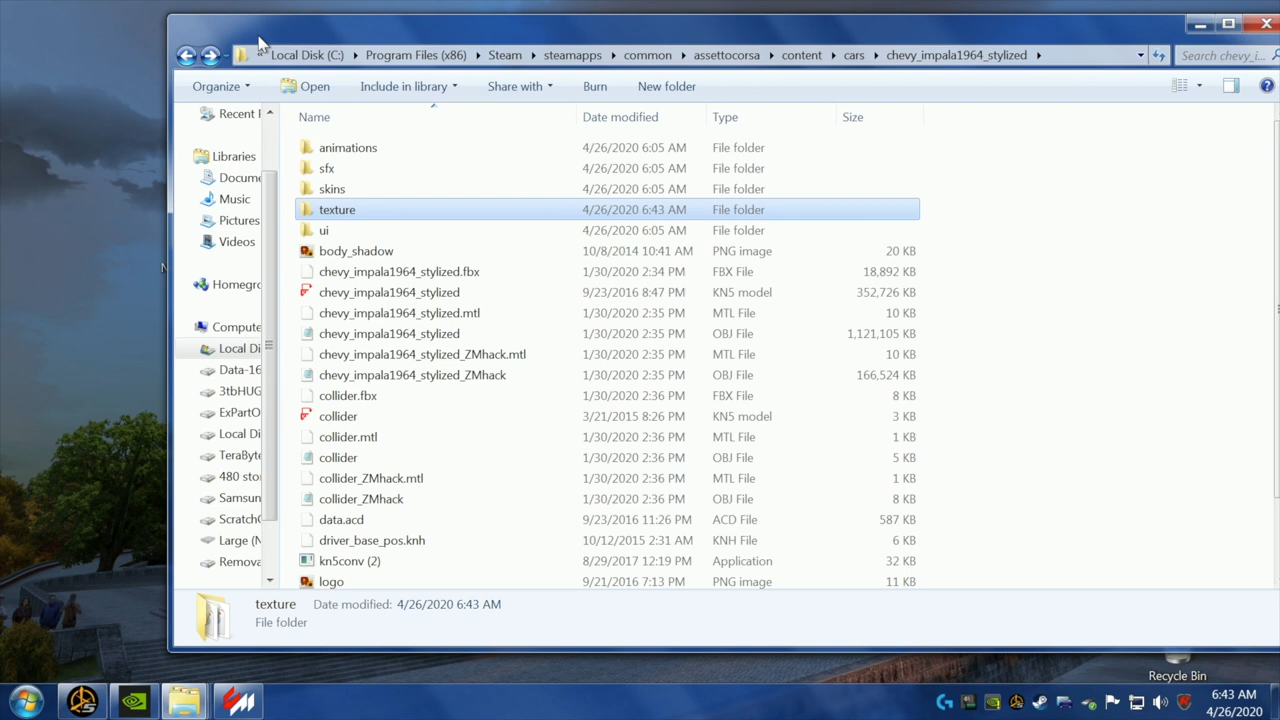 Local Disk (C:) Program Files (x86) Steam steamapps common assettocorsa content cars chevy_impala1964_stylized Search chevy_i...
Organize Open Include in library Share with Burn New folder
Name Date modified Type Size
Recent
Libraries
Docume
Music
Pictures
Videos
Homegro
Compute
Local Di
Data-16
3tbHUG
ExPartO
Local Di
TeraByte
480 stor
Samsun
Scratch
Large (N
Remova
animations 4/26/2020 6:05 AM File folder
sfx 4/26/2020 6:05 AM File folder
skins 4/26/2020 6:05 AM File folder
texture 4/26/2020 6:43 AM File folder
ui 4/26/2020 6:05 AM File folder
body_shadow 10/8/2014 10:41 AM PNG image 20 KB
chevy_impala1964_stylized.fbx 1/30/2020 2:34 PM FBX File 18,892 KB
chevy_impala1964_stylized 9/23/2016 8:47 PM KN5 model 352,726 KB
chevy_impala1964_stylized.mtl 1/30/2020 2:35 PM MTL File 10 KB
chevy_impala1964_stylized 1/30/2020 2:35 PM OBJ File 1,121,105 KB
chevy_impala1964_stylized_ZMhack.mtl 1/30/2020 2:35 PM MTL File 10 KB
chevy_impala1964_stylized_ZMhack 1/30/2020 2:35 PM OBJ File 166,524 KB
collider.fbx 1/30/2020 2:36 PM FBX File 8 KB
collider 3/21/2015 8:26 PM KN5 model 3 KB
collider.mtl 1/30/2020 2:36 PM MTL File 1 KB
collider 1/30/2020 2:36 PM OBJ File 5 KB
collider_ZMhack.mtl 1/30/2020 2:36 PM MTL File 1 KB
collider_ZMhack 1/30/2020 2:36 PM OBJ File 8 KB
data.acd 9/23/2016 11:26 PM ACD File 587 KB
driver_base_pos.knh 10/12/2015 2:31 AM KNH File 6 KB
kn5conv (2) 8/29/2017 12:19 PM Application 32 KB
logo 9/21/2016 7:13 PM PNG image 11 KB
texture Date modified: 4/26/2020 6:43 AM
File folder
Recycle Bin
6:43 AM
4/26/2020